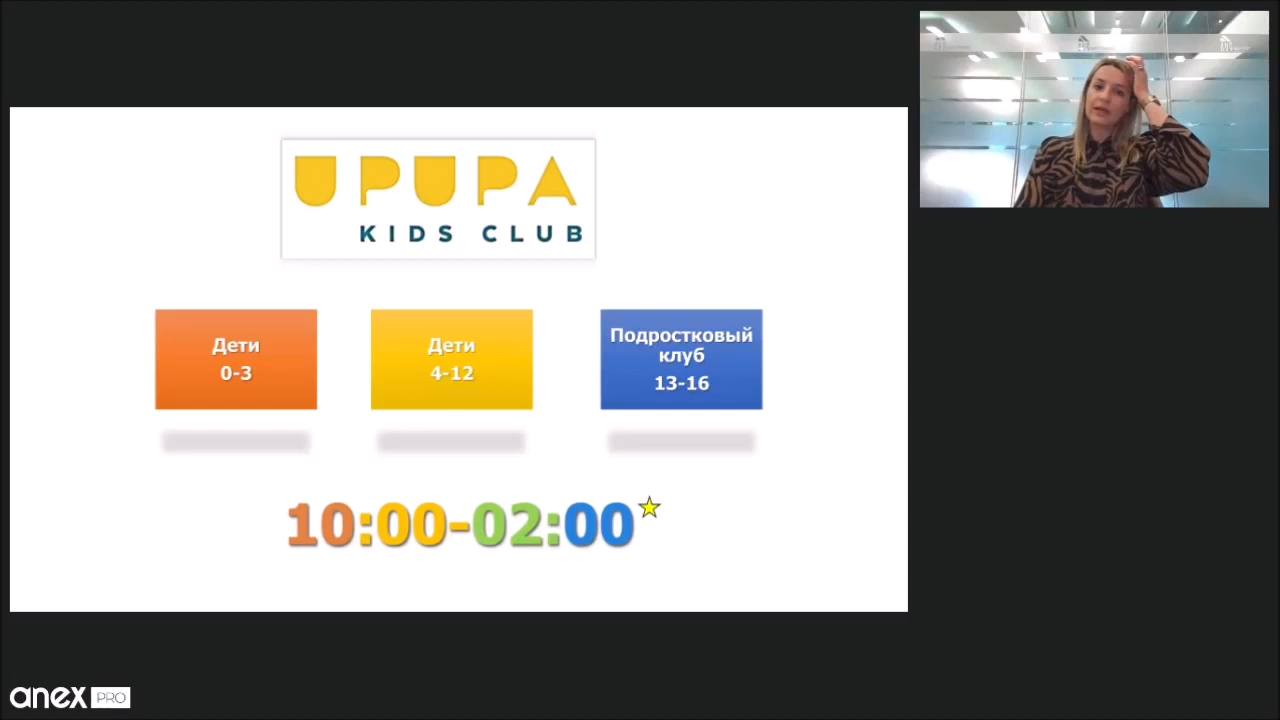 UPUPA
KIDS CLUB
Дети
0-3
Дети
4-12
Подростковый
клуб
13-16
10:00-02:00
anex PRO